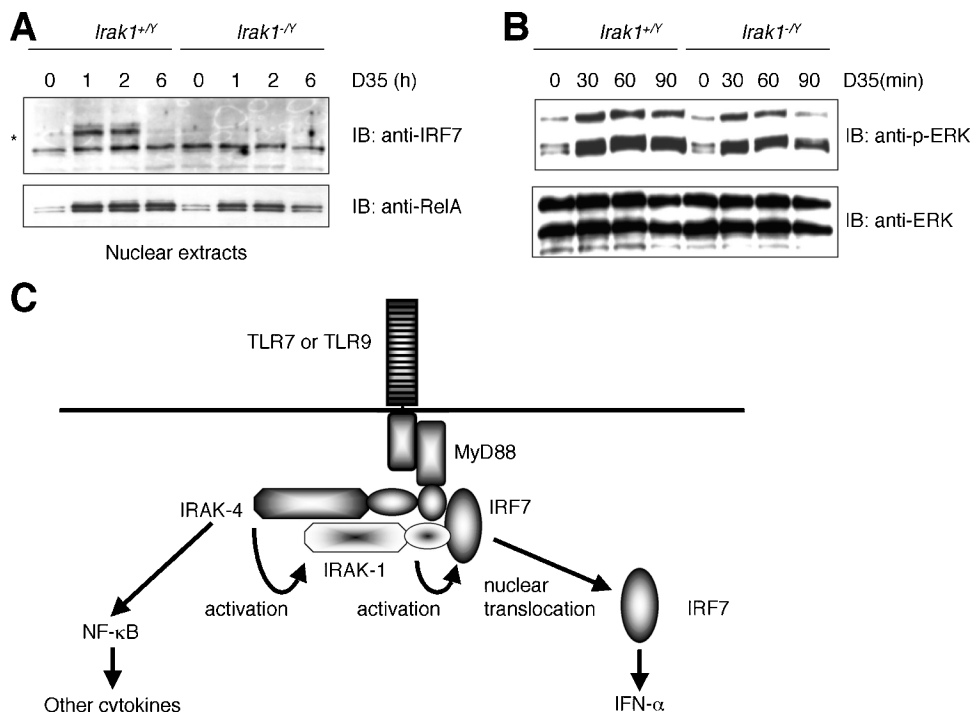 A
Irak1+/Y Irak1-/Y
0 1 2 6 0 1 2 6 D35 (h)
* IB: anti-IRF7
IB: anti-RelA
Nuclear extracts
B
Irak1+/Y Irak1-/Y
0 30 60 90 0 30 60 90 D35(min)
IB: anti-p-ERK
IB: anti-ERK
C
TLR7 or TLR9
MyD88
IRAK-4
IRF7
IRAK-1
activation
activation
nuclear
translocation
IRF7
NF-κB
Other cytokines
IFN-α